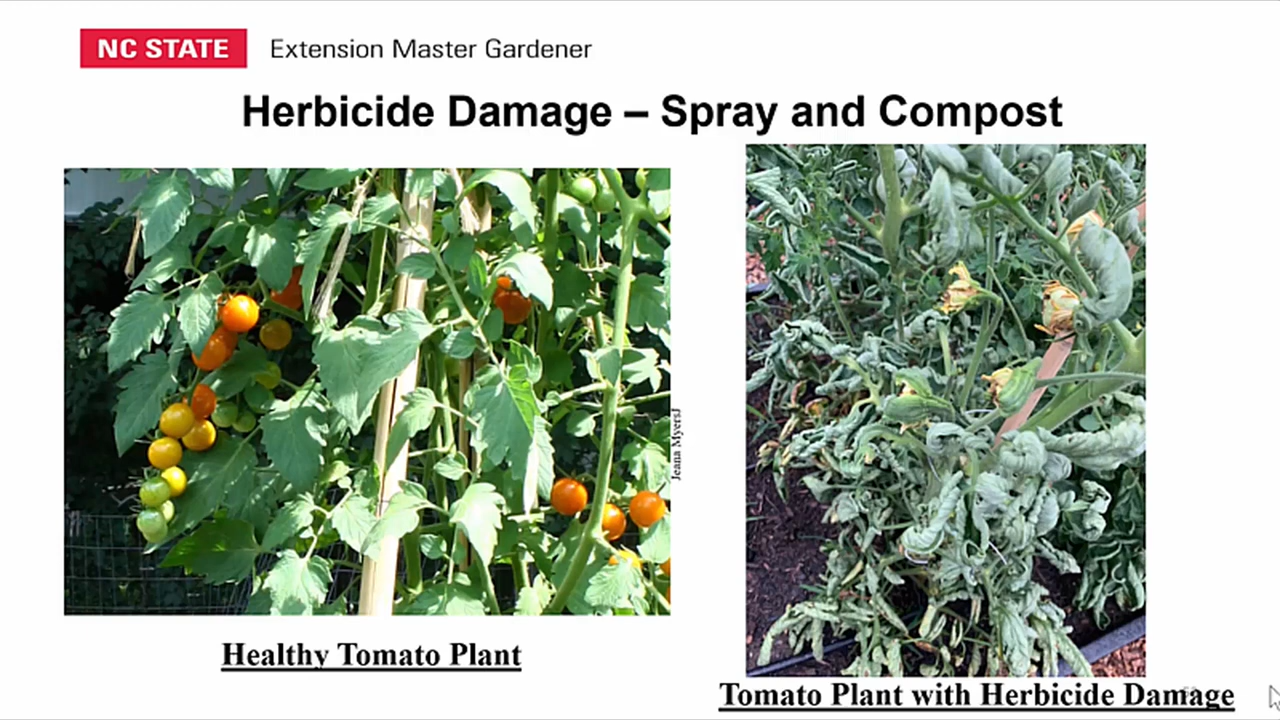 NC STATE Extension Master Gardener
Herbicide Damage – Spray and Compost
Jeana MyersJ
Healthy Tomato Plant
Tomato Plant with Herbicide Damage